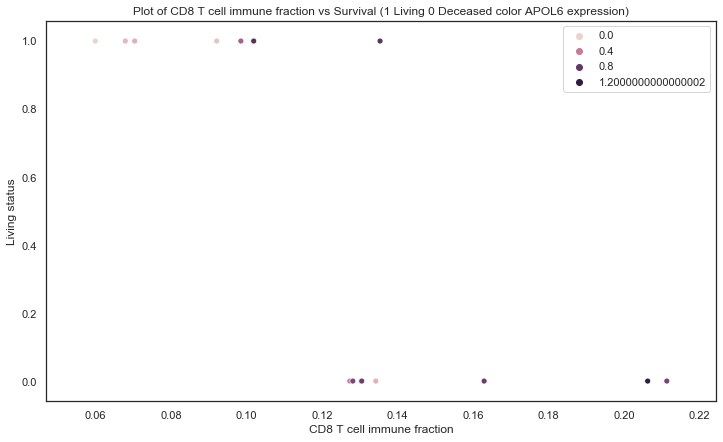 Plot of CD8 T cell immune fraction vs Survival (1 Living 0 Deceased color APOL6 expression)
1.0
0.8
0.6
0.4
0.2
0.0
Living status
0.0
0.4
0.8
1.2000000000000002
0.06 0.08 0.10 0.12 0.14 0.16 0.18 0.20 0.22
CD8 T cell immune fraction